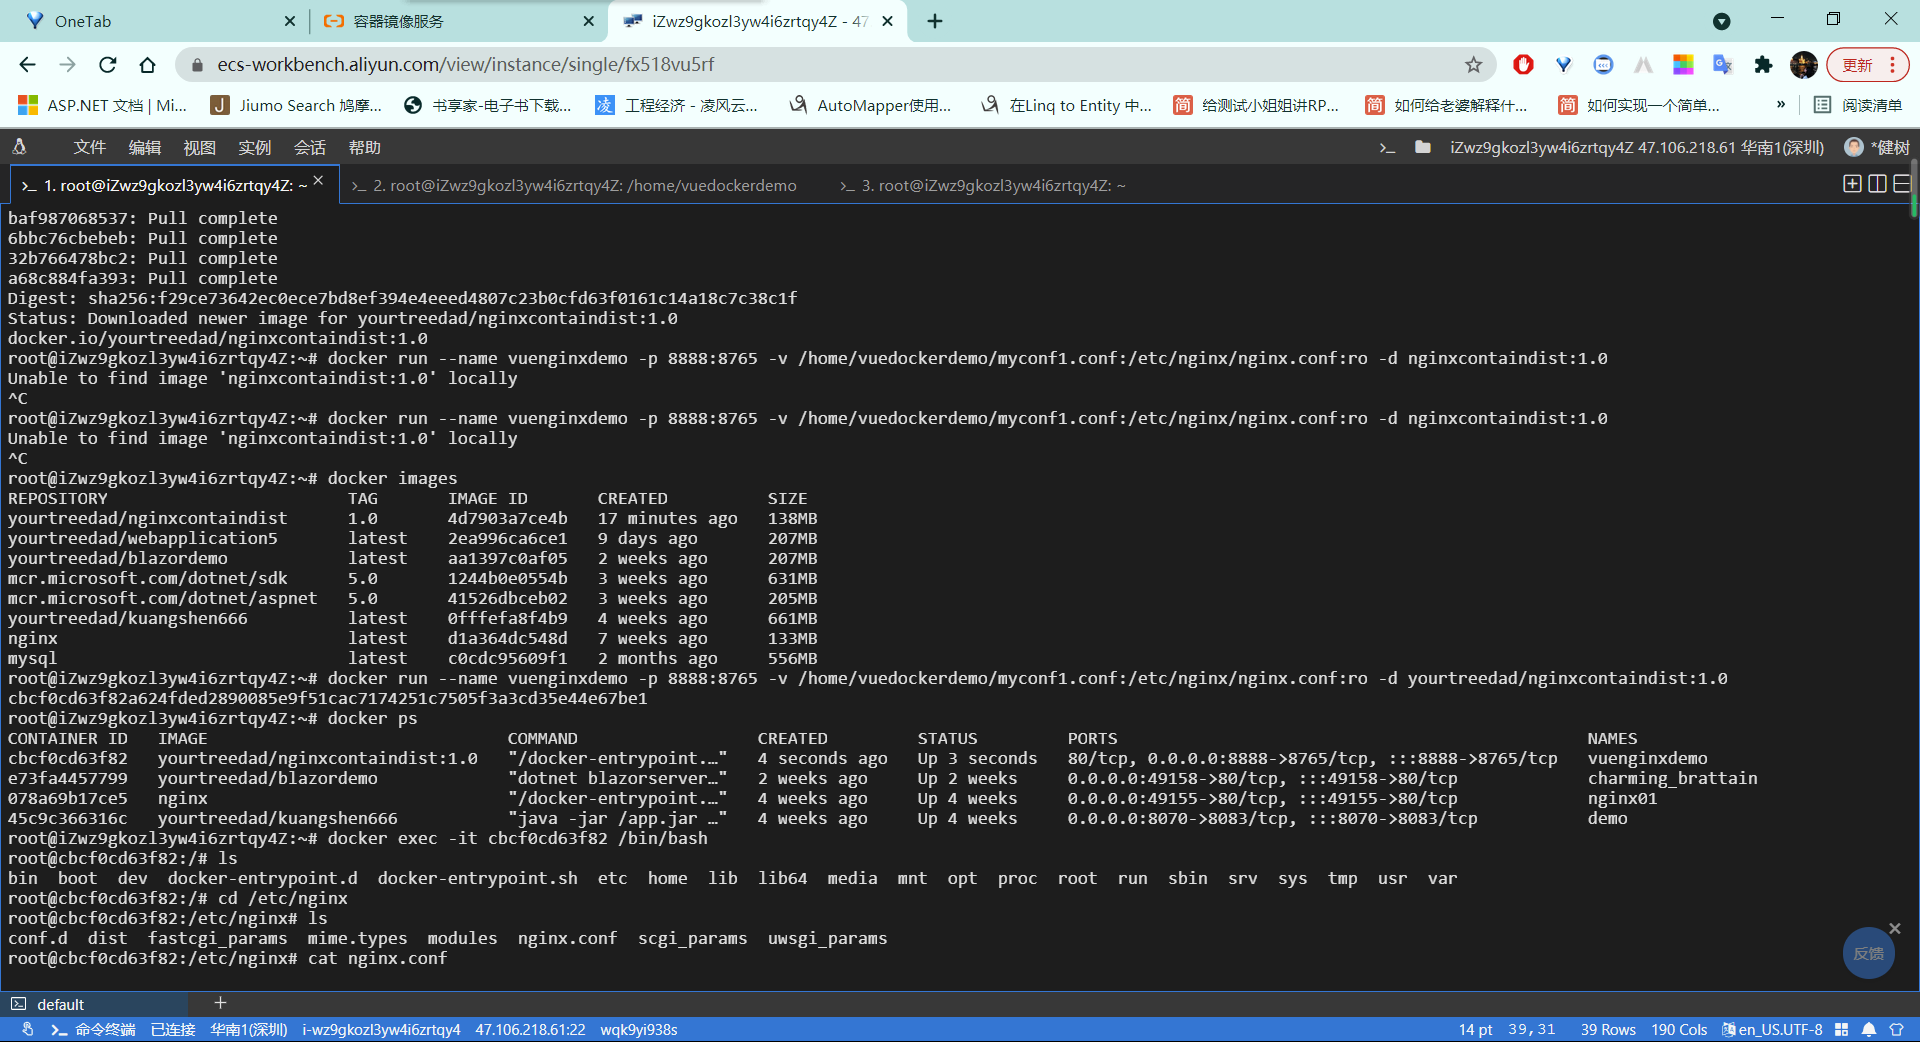 OneTab
容器镜像服务
iZwz9gkozl3yw4i6zrtqy4Z - 47
ecs-workbench.aliyun.com/view/instance/single/fx518vu5rf
更新
ASP.NET 文档 | Mi...
Jiumo Search 鸠摩...
书享家-电子书下载...
工程经济 - 凌风云...
AutoMapper使用...
在Linq to Entity 中...
给测试小姐姐讲RP...
如何给老婆解释什...
如何实现一个简单...
»
阅读清单
文件 编辑 视图 实例 会话 帮助
iZwz9gkozl3yw4i6zrtqy4Z 47.106.218.61 华南1(深圳)
*健树
1. root@iZwz9gkozl3yw4i6zrtqy4Z: ~
2. root@iZwz9gkozl3yw4i6zrtqy4Z: /home/vuedockerdemo
3. root@iZwz9gkozl3yw4i6zrtqy4Z: ~
baf987068537: Pull complete
6bbc76cbebeb: Pull complete
32b766478bc2: Pull complete
a68c884fa393: Pull complete
Digest: sha256:f29ce73642ec0ece7bd8ef394e4eeed4807c23b0cfd63f0161c14a18c7c38c1f
Status: Downloaded newer image for yourtreedad/nginxcontaindist:1.0
docker.io/yourtreedad/nginxcontaindist:1.0
root@iZwz9gkozl3yw4i6zrtqy4Z:~# docker run --name vuenginxdemo -p 8888:8765 -v /home/vuedockerdemo/myconf1.conf:/etc/nginx/nginx.conf:ro -d nginxcontaindist:1.0
Unable to find image 'nginxcontaindist:1.0' locally
^C
root@iZwz9gkozl3yw4i6zrtqy4Z:~# docker run --name vuenginxdemo -p 8888:8765 -v /home/vuedockerdemo/myconf1.conf:/etc/nginx/nginx.conf:ro -d nginxcontaindist:1.0
Unable to find image 'nginxcontaindist:1.0' locally
^C
root@iZwz9gkozl3yw4i6zrtqy4Z:~# docker images
REPOSITORY TAG IMAGE ID CREATED SIZE
yourtreedad/nginxcontaindist 1.0 4d7903a7ce4b 17 minutes ago 138MB
yourtreedad/webapplication5 latest 2ea996ca6ce1 9 days ago 207MB
yourtreedad/blazordemo latest aa1397c0af05 2 weeks ago 207MB
mcr.microsoft.com/dotnet/sdk 5.0 1244b0e0554b 3 weeks ago 631MB
mcr.microsoft.com/dotnet/aspnet 5.0 41526dbceb02 3 weeks ago 205MB
yourtreedad/kuangshen666 latest 0fffefa8f4b9 4 weeks ago 661MB
nginx latest d1a364dc548d 7 weeks ago 133MB
mysql latest c0cdc95609f1 2 months ago 556MB
root@iZwz9gkozl3yw4i6zrtqy4Z:~# docker run --name vuenginxdemo -p 8888:8765 -v /home/vuedockerdemo/myconf1.conf:/etc/nginx/nginx.conf:ro -d yourtreedad/nginxcontaindist:1.0
cbcf0cd63f82a624fded2890085e9f51cac7174251c7505f3a3cd35e44e67be1
root@iZwz9gkozl3yw4i6zrtqy4Z:~# docker ps
CONTAINER ID IMAGE COMMAND CREATED STATUS PORTS NAMES
cbcf0cd63f82 yourtreedad/nginxcontaindist:1.0 "/docker-entrypoint.…" 4 seconds ago Up 3 seconds 80/tcp, 0.0.0.0:8888->8765/tcp, :::8888->8765/tcp vuenginxdemo
e73fa4457799 yourtreedad/blazordemo "dotnet blazorserver…" 2 weeks ago Up 2 weeks 0.0.0.0:49158->80/tcp, :::49158->80/tcp charming_brattain
078a69b17ce5 nginx "/docker-entrypoint.…" 4 weeks ago Up 4 weeks 0.0.0.0:49155->80/tcp, :::49155->80/tcp nginx01
45c9c366316c yourtreedad/kuangshen666 "java -jar /app.jar …" 4 weeks ago Up 4 weeks 0.0.0.0:8070->8083/tcp, :::8070->8083/tcp demo
root@iZwz9gkozl3yw4i6zrtqy4Z:~# docker exec -it cbcf0cd63f82 /bin/bash
root@cbcf0cd63f82:/# ls
bin boot dev docker-entrypoint.d docker-entrypoint.sh etc home lib lib64 media mnt opt proc root run sbin srv sys tmp usr var
root@cbcf0cd63f82:/# cd /etc/nginx
root@cbcf0cd63f82:/etc/nginx# ls
conf.d dist fastcgi_params mime.types modules nginx.conf scgi_params uwsgi_params
root@cbcf0cd63f82:/etc/nginx# cat nginx.conf
反馈
default
命令终端 已连接 华南1(深圳) i-wz9gkozl3yw4i6zrtqy4 47.106.218.61:22 wqk9yi938s
14 pt 39,31 39 Rows 190 Cols en_US.UTF-8